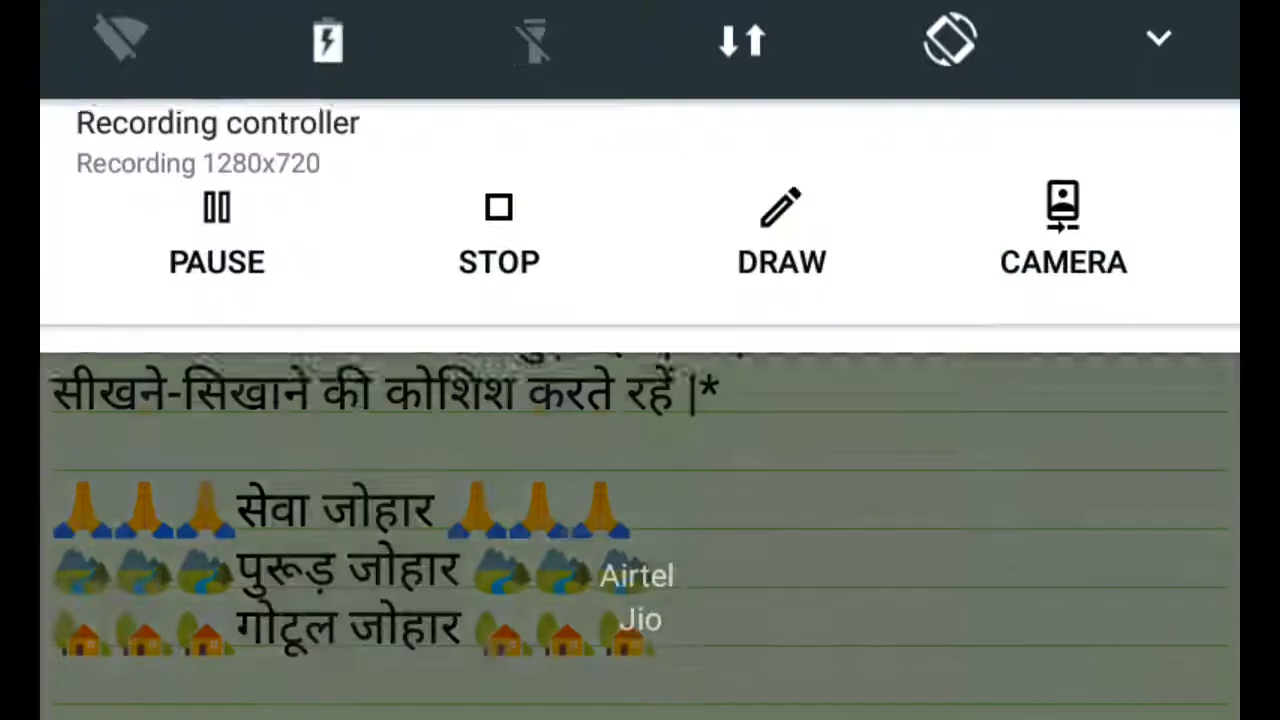 Recording controller
Recording 1280x720
PAUSE STOP DRAW CAMERA
सीखने-सिखाने की कोशिश करते रहें |*
🙏🙏🙏सेवा जोहार 🙏🙏🙏
🏞🏞🏞पुरूड़ जोहार 🏞🏞🏞
Airtel
🏡🏡🏡गोटूल जोहार 🏡🏡🏡
Jio